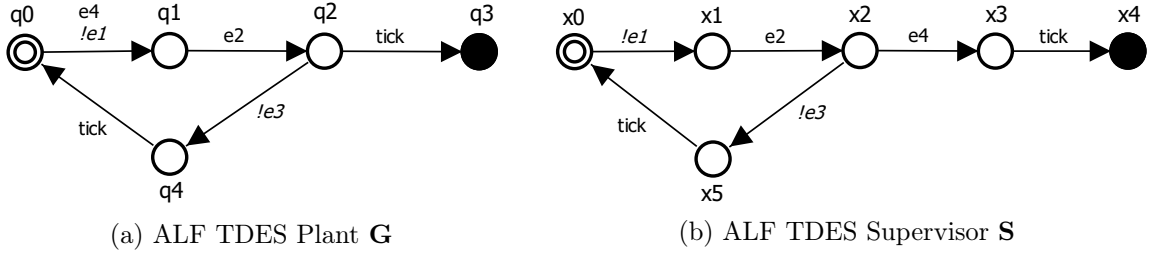 q0 e4 q1 q2 q3
!e1 e2 tick
tick !e3
q4
(a) ALF TDES Plant G
x0 x1 x2 x3 x4
!e1 e2 e4 tick
tick !e3
x5
(b) ALF TDES Supervisor S